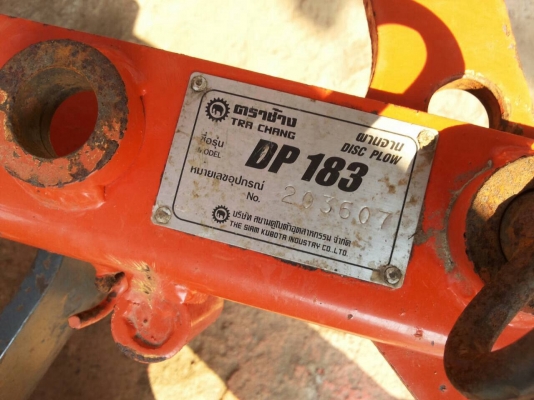 ตราช้าง
TRA CHANG
ผานจาน
DISC PLOW
ชื่อรุ่น
MODEL
DP 183
หมายเลขอุปกรณ์
No. 203607
บริษัท สยามคูโบต้าอุตสาหกรรม จำกัด
THE SIAM KUBOTA INDUSTRY CO.,LTD.